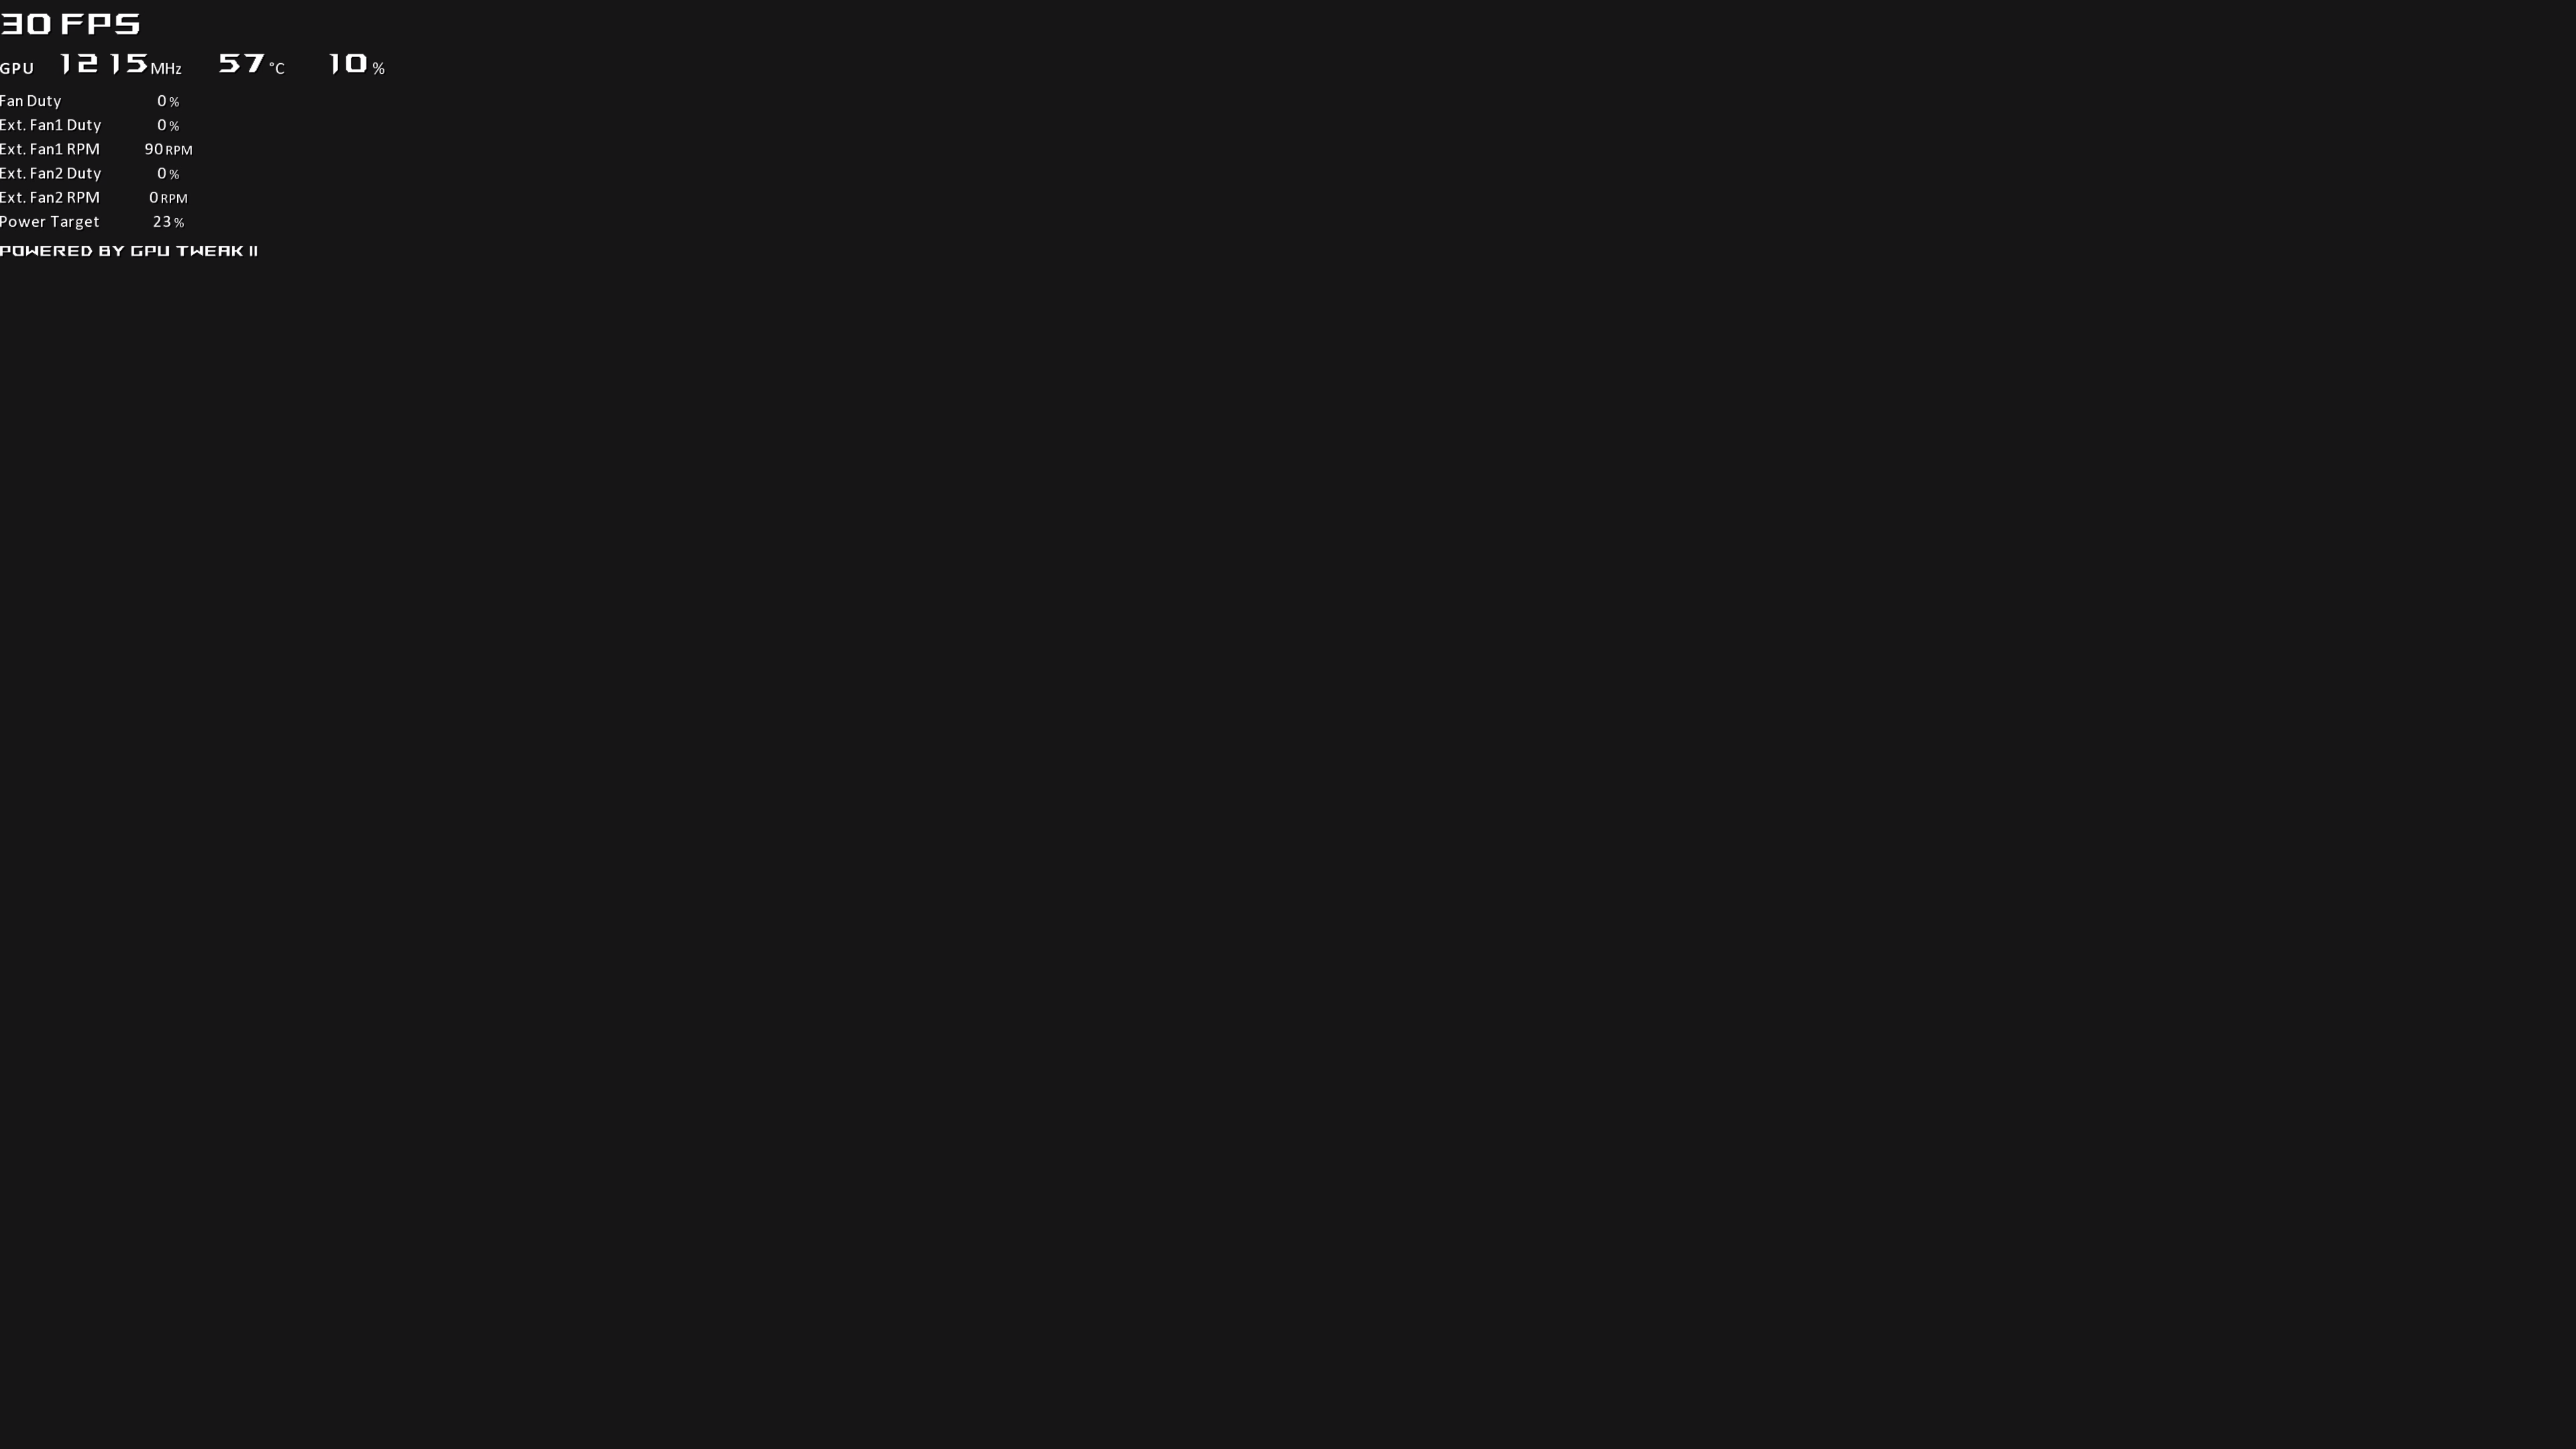 30 FPS
GPU 1215 MHz 57 °C 10 %
Fan Duty 0 %
Ext. Fan1 Duty 0 %
Ext. Fan1 RPM 90 RPM
Ext. Fan2 Duty 0 %
Ext. Fan2 RPM 0 RPM
Power Target 23 %
POWERED BY GPU TWEAK II